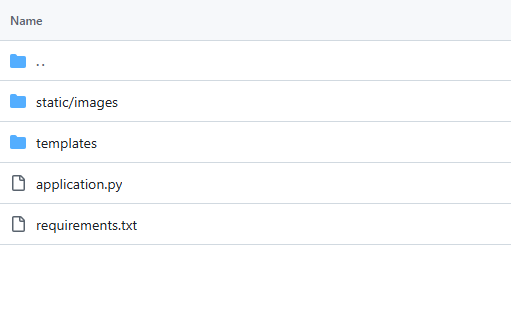 Name
..
static/images
templates
application.py
requirements.txt